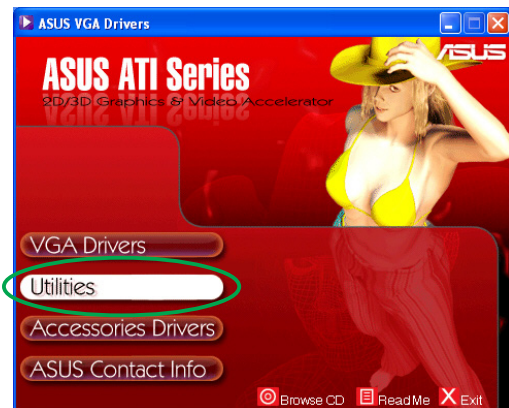 ASUS VGA Drivers
ASUS
ASUS ATI Series
2D/3D Graphics & Video Accelerator
VGA Drivers
Utilities
Accessories Drivers
ASUS Contact Info
Browse CD ReadMe Exit